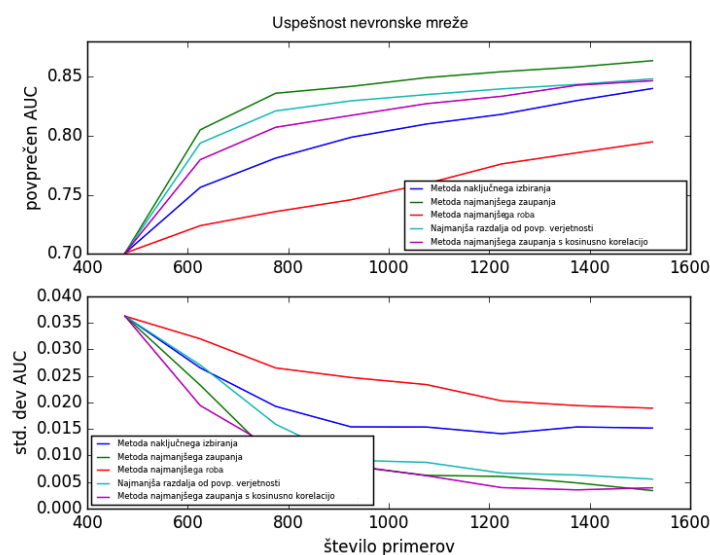 Uspešnost nevronske mreže
povprečen AUC
0.85
0.80
0.75
0.70
400 600 800 1000 1200 1400 1600
Metoda naključnega izbiranja
Metoda najmanjšega zaupanja
Metoda najmanjšega roba
Najmanjša razdalja od povp. verjetnosti
Metoda najmanjšega zaupanja s kosinusno korelacijo
std. dev AUC
0.040
0.035
0.030
0.025
0.020
0.015
0.010
0.005
0.000
400 600 800 1000 1200 1400 1600
Metoda naključnega izbiranja
Metoda najmanjšega zaupanja
Metoda najmanjšega roba
Najmanjša razdalja od povp. verjetnosti
Metoda najmanjšega zaupanja s kosinusno korelacijo
število primerov